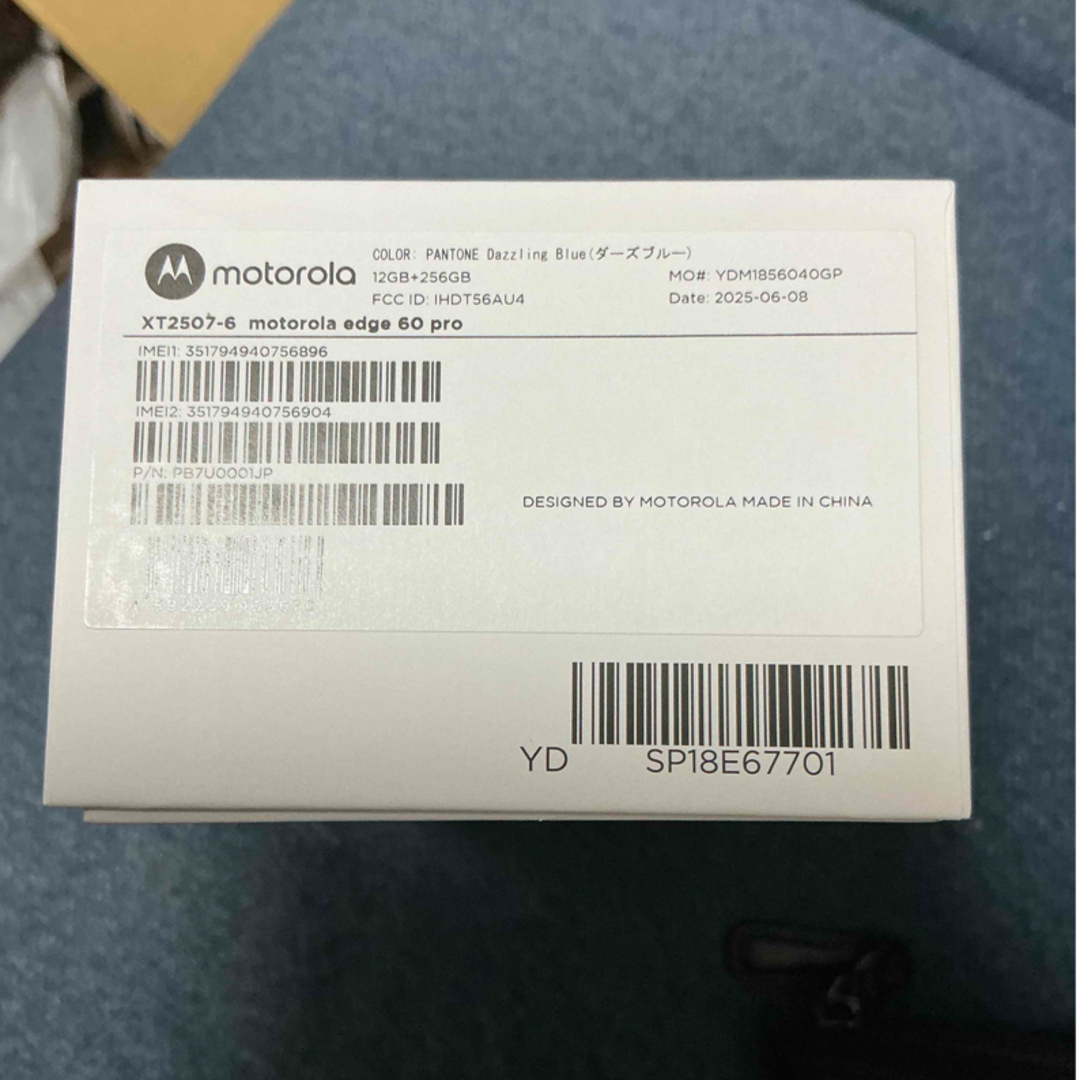 motorola
COLOR: PANTONE Dazzling Blue(ダーズブルー)
12GB+256GB
FCC ID: IHDT56AU4
MO#: YDM1856040GP
Date: 2025-06-08
XT2507-6 motorola edge 60 pro
IMEI1: 351794940756896
IMEI2: 351794940756904
P/N: PB7U0001JP
DESIGNED BY MOTOROLA MADE IN CHINA
YD SP18E67701